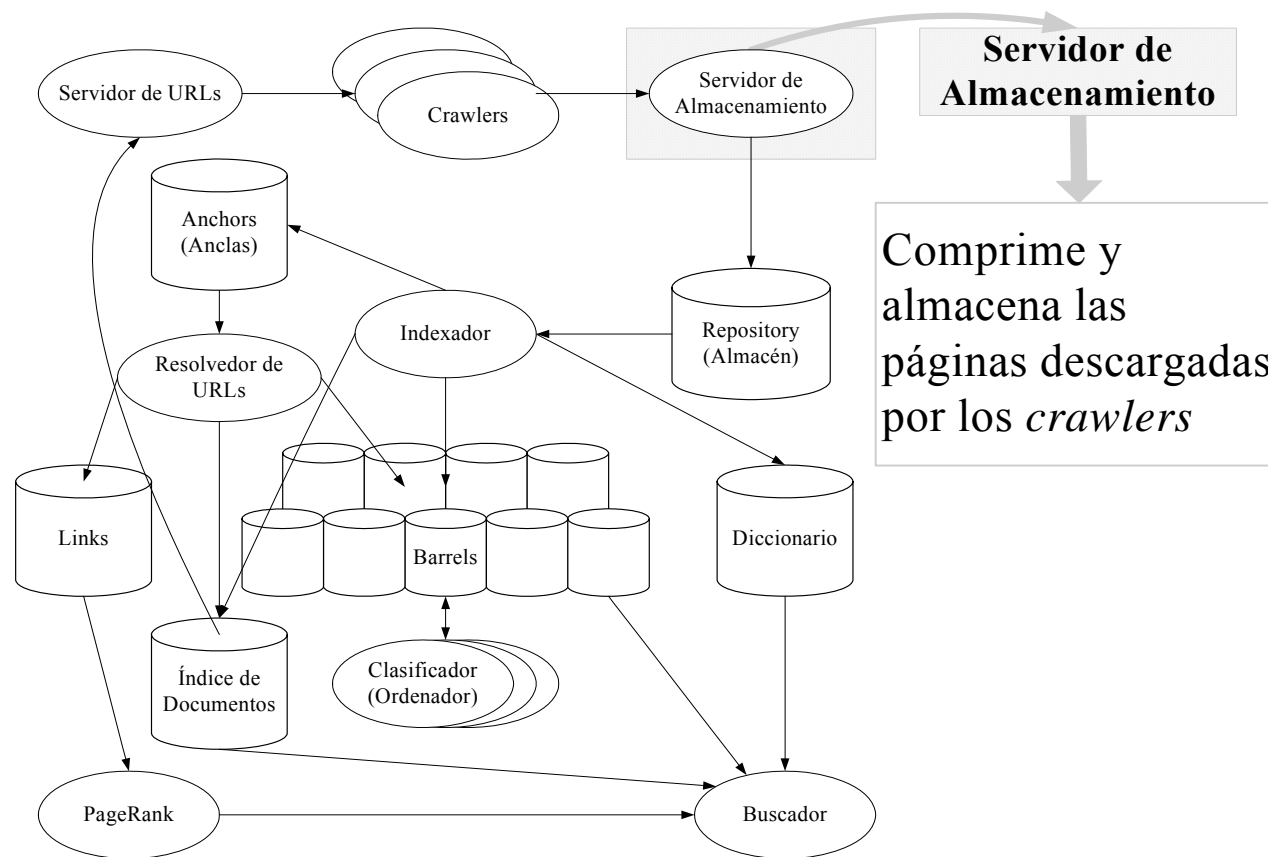 Servidor de URLs
Crawlers
Servidor de
Almacenamiento
Servidor de
Almacenamiento
Comprime y
almacena las
páginas descargadas
por los crawlers
Anchors
(Anclas)
Indexador
Repository
(Almacén)
Resolvedor de
URLs
Links
Barrels
Diccionario
Índice de
Documentos
Clasificador
(Ordenador)
PageRank
Buscador